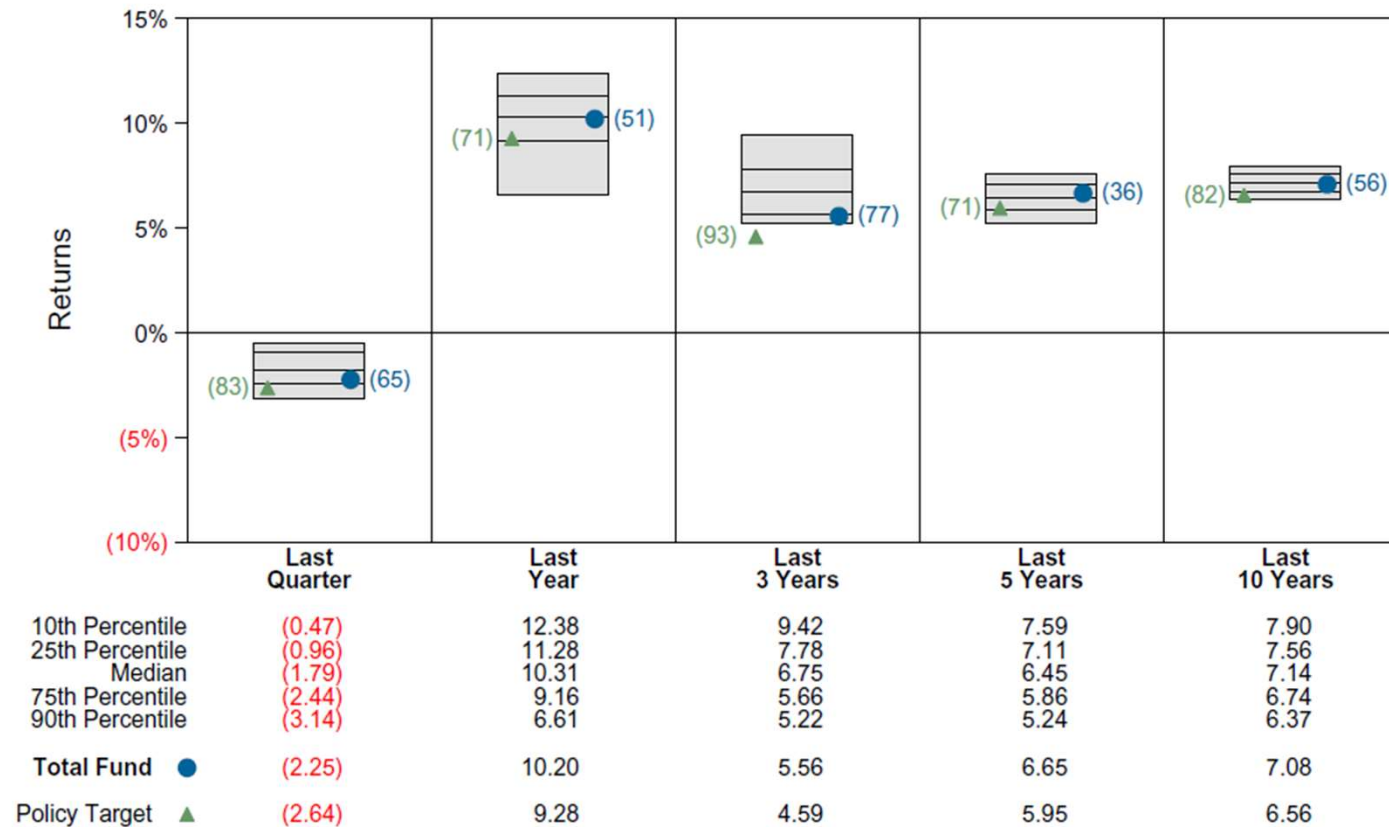 15%
10%
5%
0%
(5%)
(10%)
Returns
(83)
(65)
(71)
(51)
(93)
(77)
(71)
(36)
(82)
(56)
Last Quarter
Last Year
Last 3 Years
Last 5 Years
Last 10 Years
10th Percentile (0.47) 12.38 9.42 7.59 7.90
25th Percentile (0.96) 11.28 7.78 7.11 7.56
Median (1.79) 10.31 6.75 6.45 7.14
75th Percentile (2.44) 9.16 5.66 5.86 6.74
90th Percentile (3.14) 6.61 5.22 5.24 6.37
Total Fund (2.25) 10.20 5.56 6.65 7.08
Policy Target (2.64) 9.28 4.59 5.95 6.56